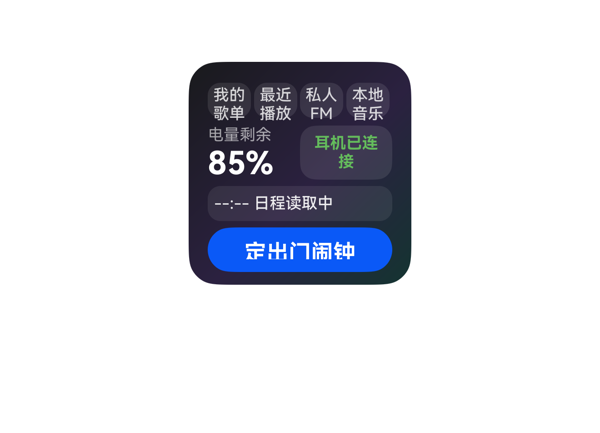 我的 最近 私人 本地
歌单 播放 FM 音乐
电量剩余
85%
耳机已连
接
--:-- 日程读取中
定出门闹钟